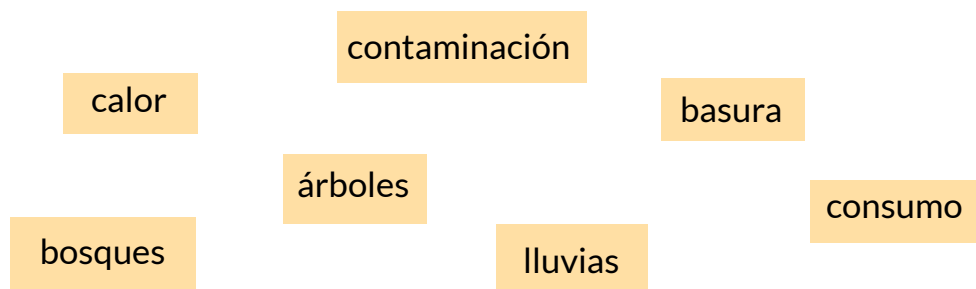 contaminación
calor
basura
árboles
consumo
bosques
lluvias